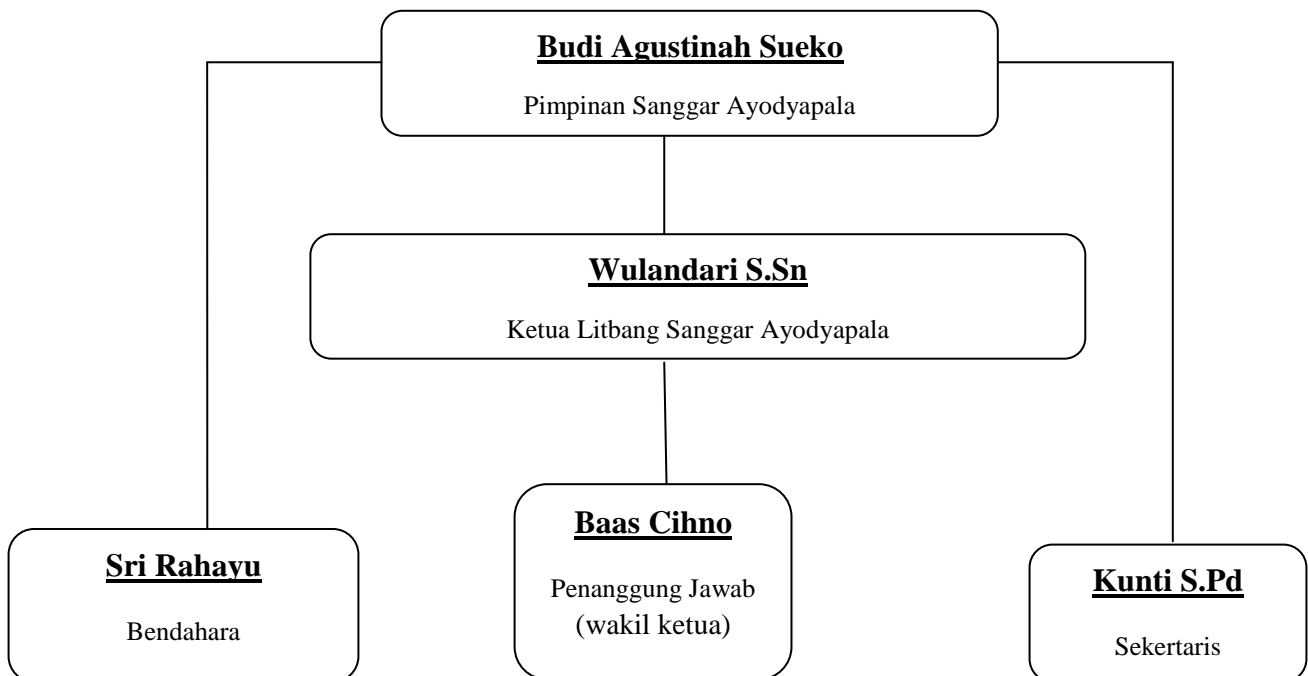 Budi Agustinah Sueko
Pimpinan Sanggar Ayodyapala
Wulandari S.Sn
Ketua Litbang Sanggar Ayodyapala
Baas Cihno
Penanggung Jawab
(wakil ketua)
Sri Rahayu
Bendahara
Kunti S.Pd
Sekertaris